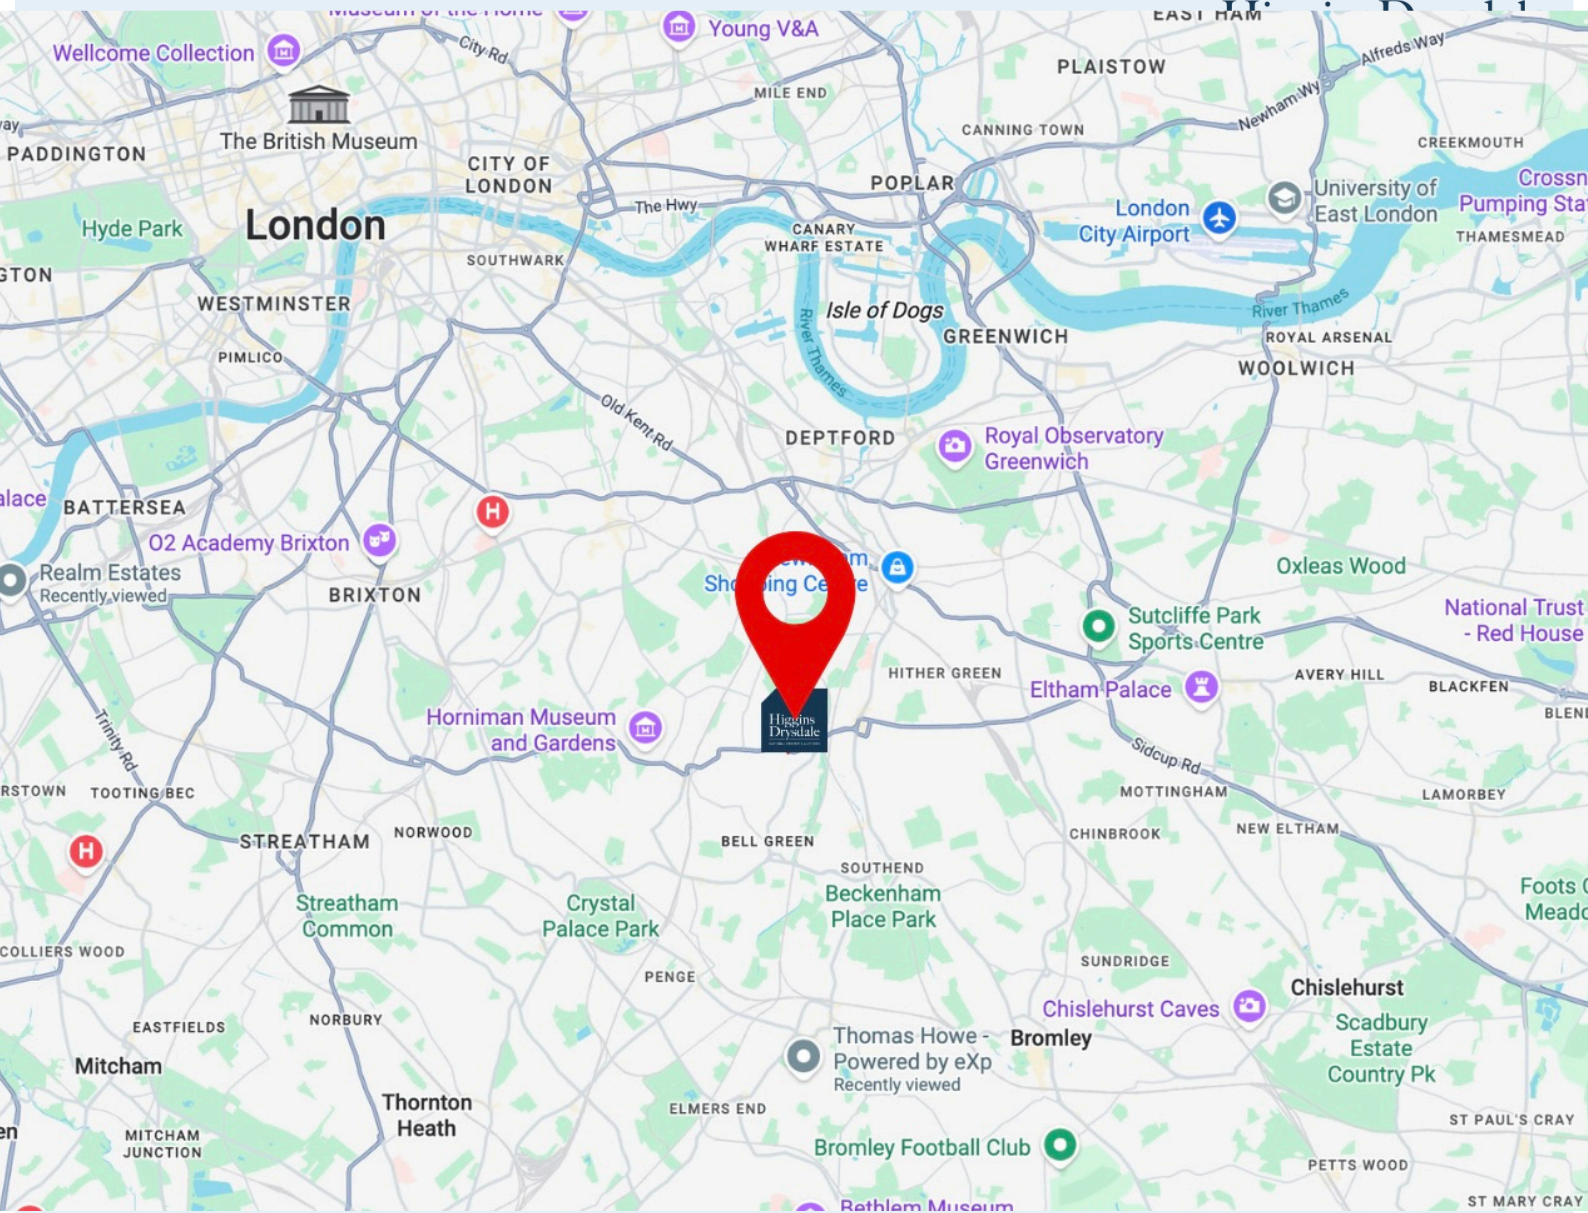 EAST HAM
Young V&A
Wellcome Collection
City Rd
Alfreds Way
PLAISTOW
MILE END
Newham Wy
The British Museum
CANNING TOWN
CREEKMOUTH
PADDINGTON
CITY OF
LONDON
POPLAR
The Hwy
London
City Airport
University of
East London
Crossn
Pumping Sta
THAMESMEAD
Hyde Park
London
CANARY
WHARF ESTATE
SOUTHWARK
GTON
WESTMINSTER
Isle of Dogs
River Thames
River Thames
GREENWICH
ROYAL ARSENAL
PIMLICO
WOOLWICH
Old Kent Rd
DEPTFORD
Royal Observatory
Greenwich
alace
BATTERSEA
H
O2 Academy Brixton
Realm Estates
Recently viewed
BRIXTON
Oxleas Wood
Sutcliffe Park
Sports Centre
National Trust
- Red House
HITHER GREEN
AVERY HILL
Eltham Palace
BLACKFEN
BLEN
Horniman Museum
and Gardens
Higgins
Drysdale
Trinity Rd
Sidcup Rd
RSTOWN
TOOTING BEC
MOTTINGHAM
LAMORBEY
STREATHAM
NORWOOD
BELL GREEN
CHINBROOK
NEW ELTHAM
H
SOUTHEND
Streatham
Common
Crystal
Palace Park
Beckenham
Place Park
Foots C
Meado
COLLIERS WOOD
PENGE
SUNDRIDGE
Chislehurst
Chislehurst Caves
EASTFIELDS
NORBURY
Scadbury
Estate
Country Pk
Thomas Howe -
Powered by eXp
Recently viewed
Bromley
Mitcham
Thornton
Heath
ELMERS END
ST PAUL'S CRAY
en
MITCHAM
JUNCTION
Bromley Football Club
PETTS WOOD
ST MARY CRAY
Bethlem Museum